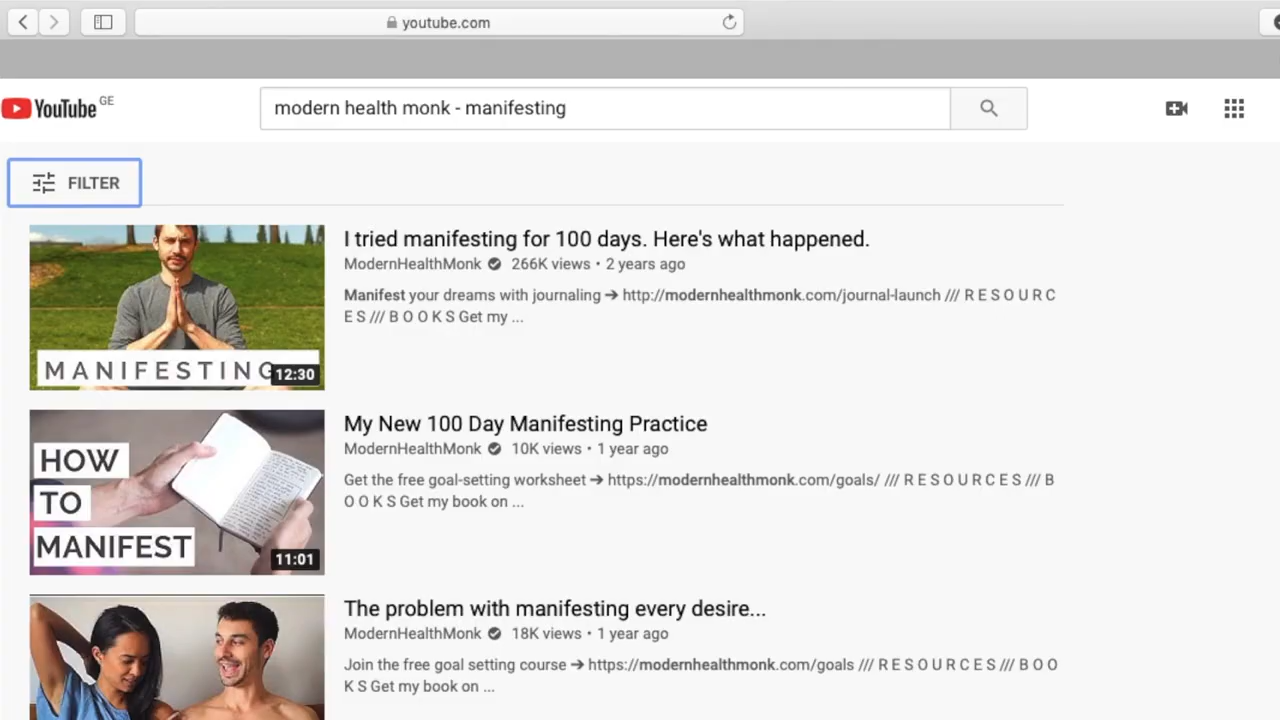 youtube.com
YouTube GE
modern health monk - manifesting
FILTER
MANIFESTING
12:30
I tried manifesting for 100 days. Here's what happened.
ModernHealthMonk 266K views • 2 years ago
Manifest your dreams with journaling ➔ http://modernhealthmonk.com/journal-launch /// R E S O U R C
E S /// B O O K S Get my ...
HOW
TO
MANIFEST
11:01
My New 100 Day Manifesting Practice
ModernHealthMonk 10K views • 1 year ago
Get the free goal-setting worksheet ➔ https://modernhealthmonk.com/goals/ /// R E S O U R C E S /// B
O O K S Get my book on ...
The problem with manifesting every desire...
ModernHealthMonk 18K views • 1 year ago
Join the free goal setting course ➔ https://modernhealthmonk.com/goals /// R E S O U R C E S /// B O O
K S Get my book on ...